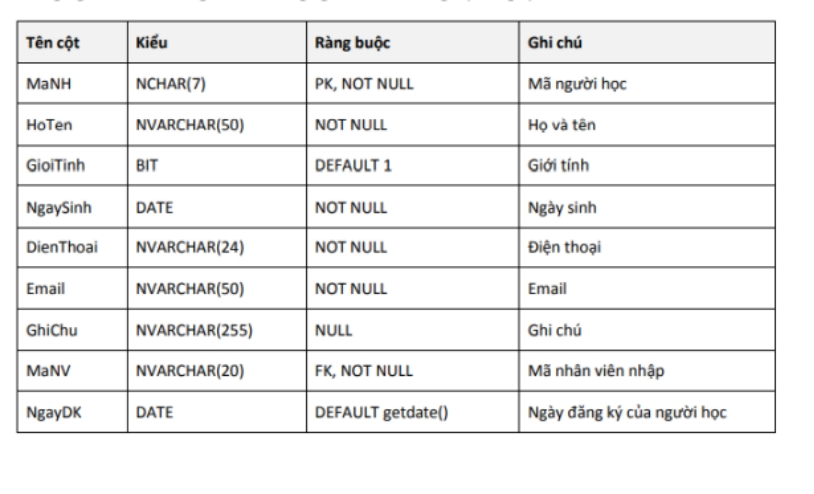 Tên cột Kiểu Ràng buộc Ghi chú
MaNH NCHAR(7) PK, NOT NULL Mã người học
HoTen NVARCHAR(50) NOT NULL Họ và tên
GioiTinh BIT DEFAULT 1 Giới tính
NgaySinh DATE NOT NULL Ngày sinh
DienThoai NVARCHAR(24) NOT NULL Điện thoại
Email NVARCHAR(50) NOT NULL Email
GhiChu NVARCHAR(255) NULL Ghi chú
MaNV NVARCHAR(20) FK, NOT NULL Mã nhân viên nhập
NgayDK DATE DEFAULT getdate() Ngày đăng ký của người học